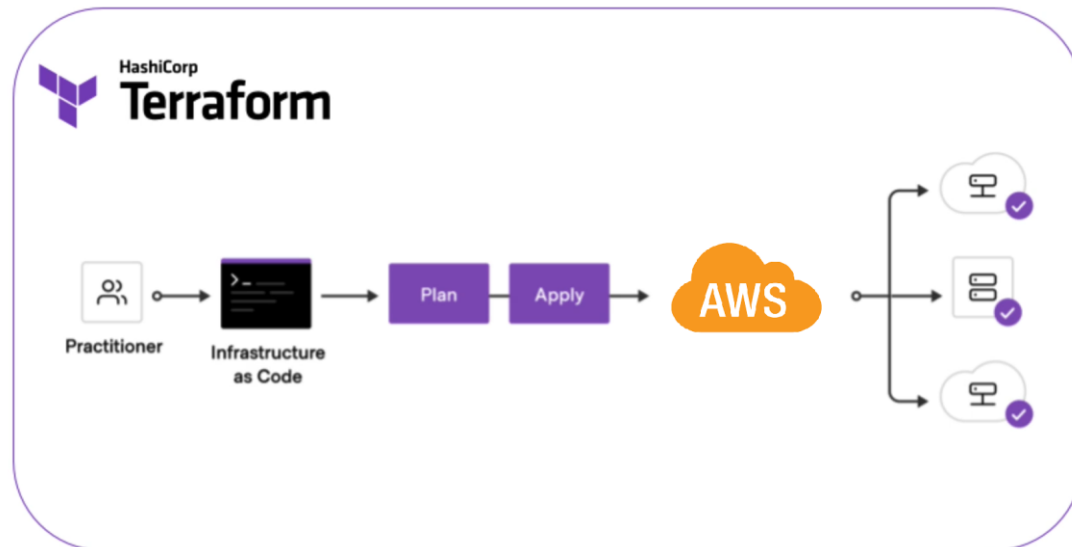 HashiCorp
Terraform
Practitioner
>_
Infrastructure
as Code
Plan
Apply
AWS